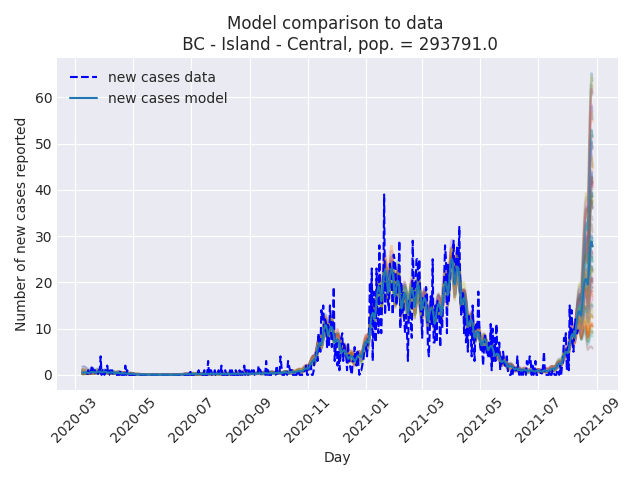 Model comparison to data
BC - Island - Central, pop. = 293791.0
new cases data
new cases model
Number of new cases reported
60
50
40
30
20
10
0
2020-03
2020-05
2020-07
2020-09
2020-11
2021-01
2021-03
2021-05
2021-07
2021-09
Day